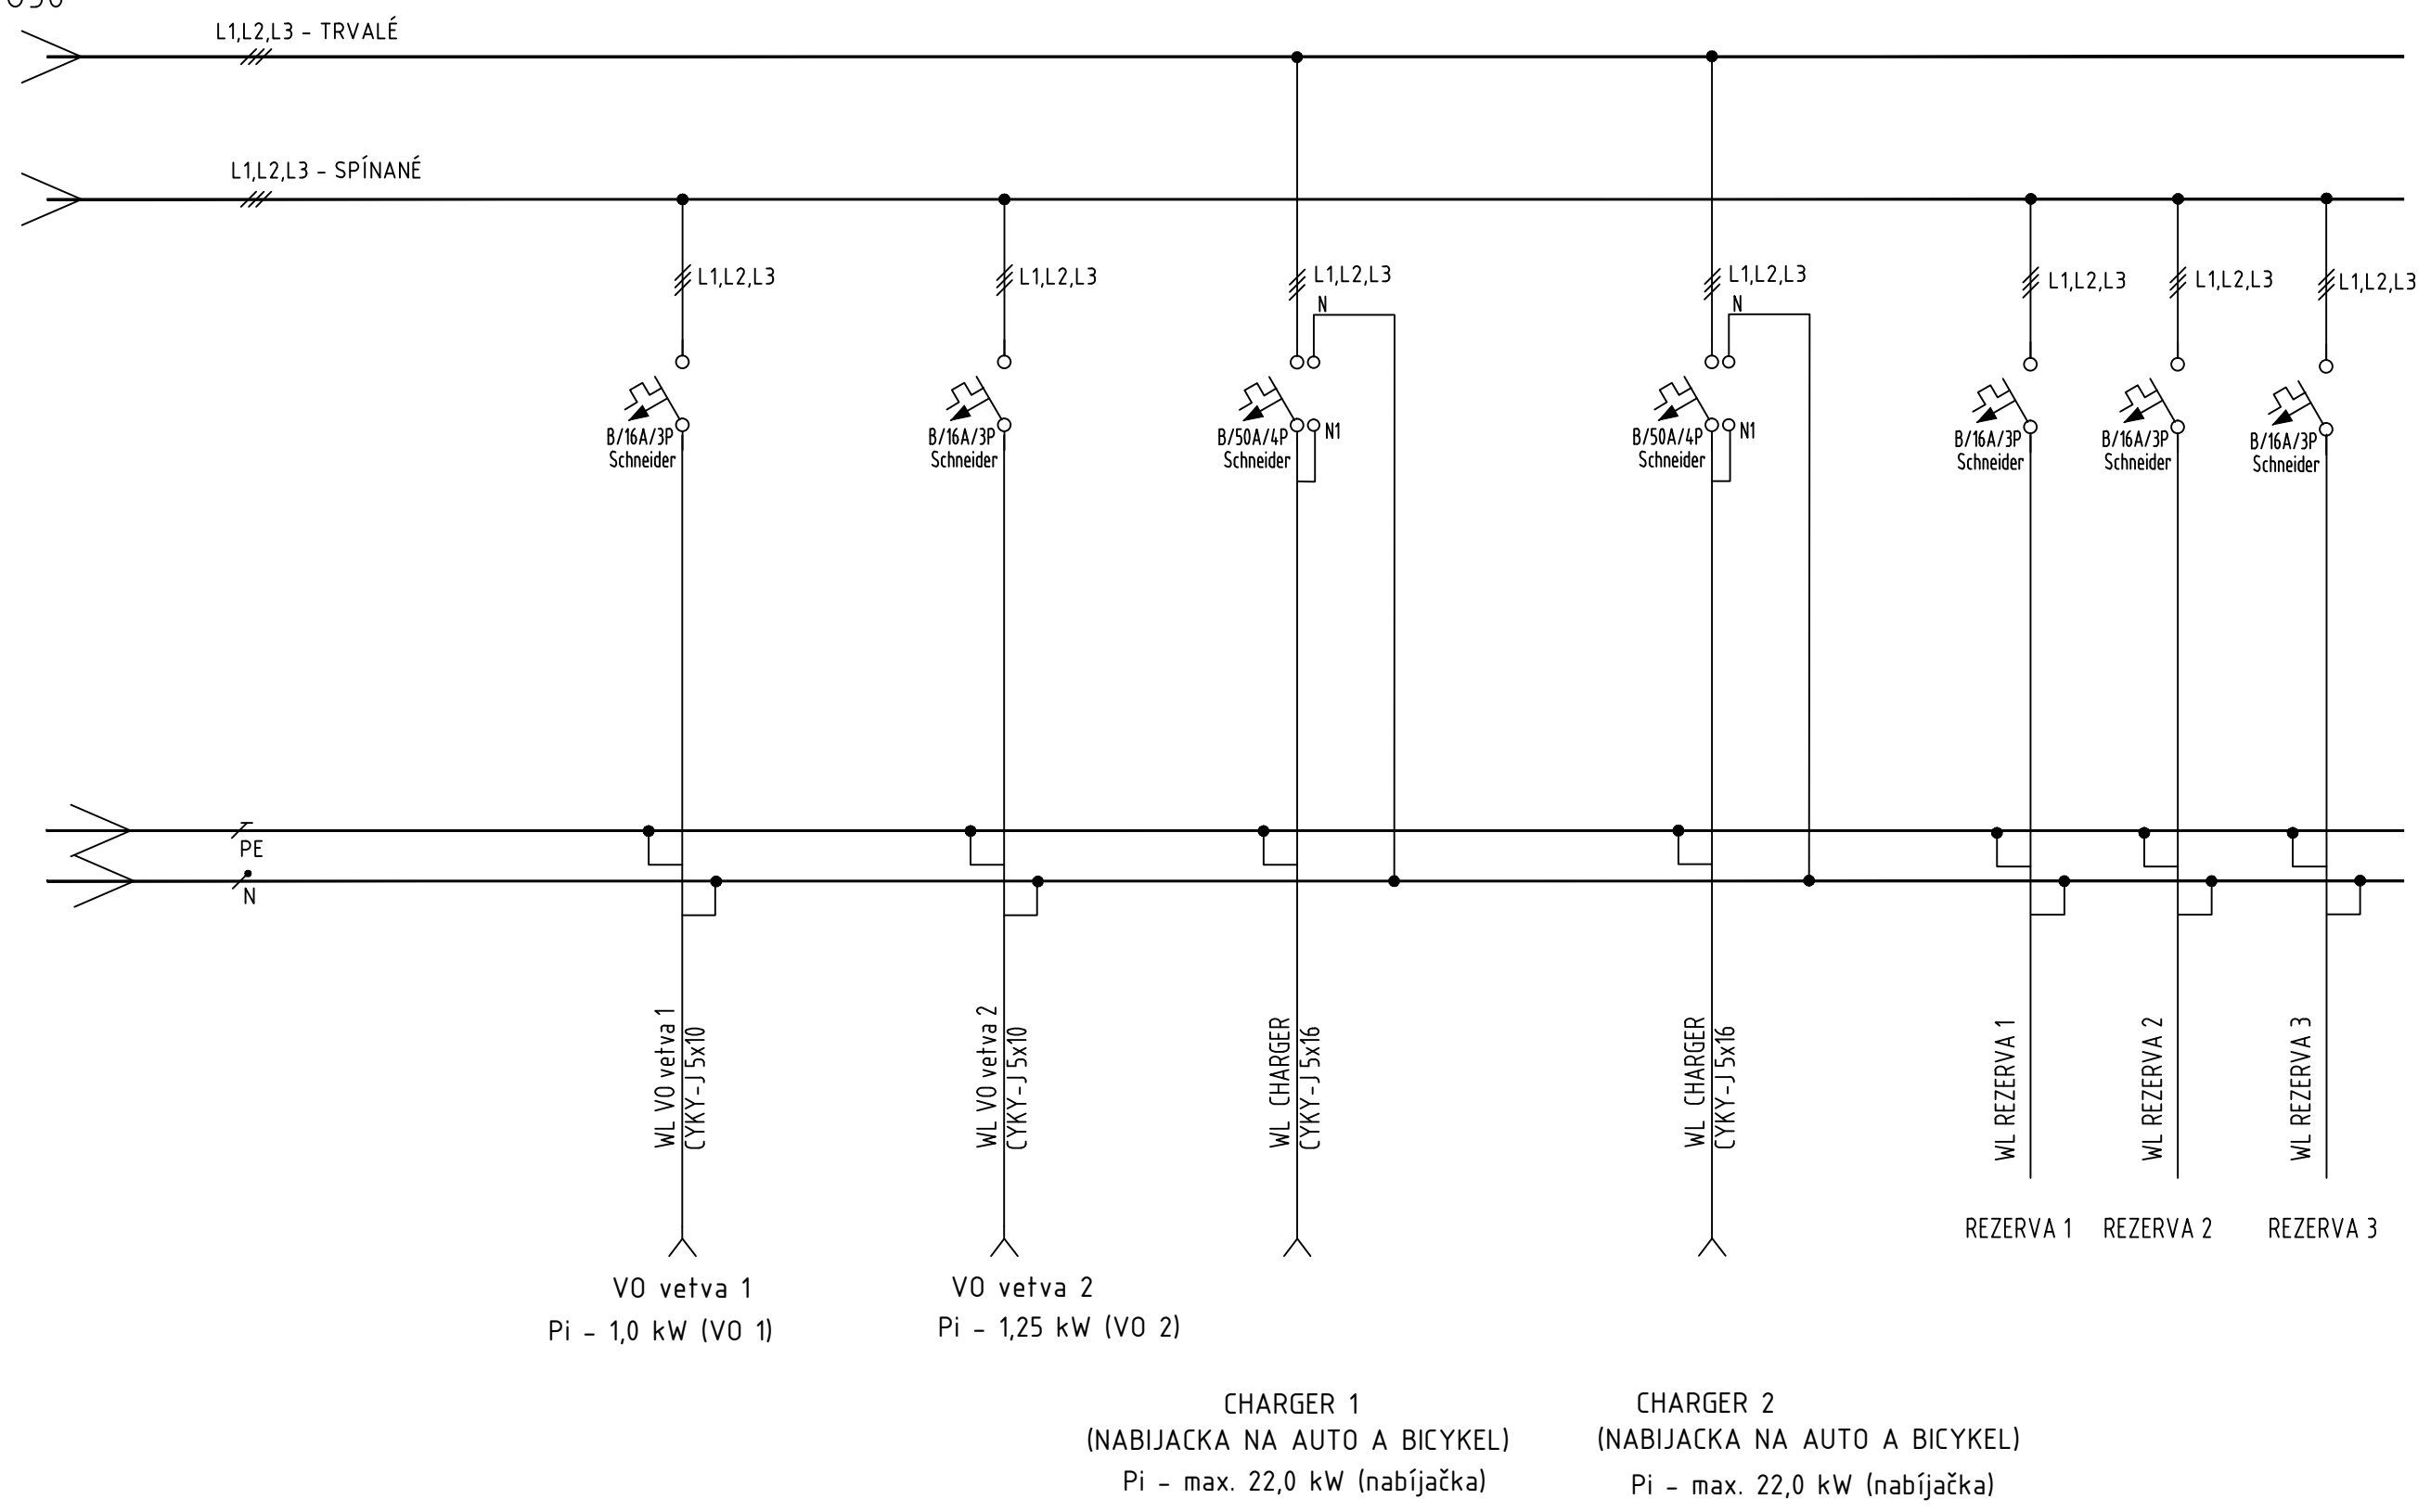 L1,L2,L3 - TRVALÉ
L1,L2,L3 - SPÍNANÉ
L1,L2,L3
L1,L2,L3
L1,L2,L3
L1,L2,L3
L1,L2,L3
L1,L2,L3
L1,L2,L3
N
N
B/16A/3P
Schneider
B/16A/3P
Schneider
B/50A/4P
Schneider
N1
B/50A/4P
Schneider
N1
B/16A/3P
Schneider
B/16A/3P
Schneider
B/16A/3P
Schneider
PE
N
WL VO vetva 1
CYKY-J 5x10
WL VO vetva 2
CYKY-J 5x10
WL CHARGER
CYKY-J 5x16
WL CHARGER
CYKY-J 5x16
WL REZERVA 1
WL REZERVA 2
WL REZERVA 3
REZERVA 1
REZERVA 2
REZERVA 3
VO vetva 1
Pi - 1,0 kW (VO 1)
VO vetva 2
Pi - 1,25 kW (VO 2)
CHARGER 1
(NABIJACKA NA AUTO A BICYKEL)
Pi - max. 22,0 kW (nabíjačka)
CHARGER 2
(NABIJACKA NA AUTO A BICYKEL)
Pi - max. 22,0 kW (nabíjačka)